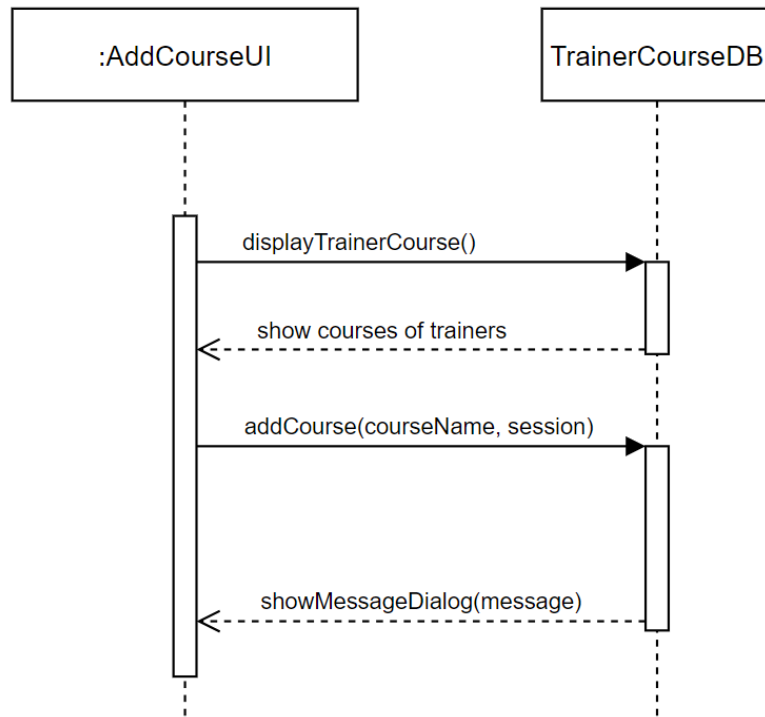 :AddCourseUI
TrainerCourseDB
displayTrainerCourse()
show courses of trainers
addCourse(courseName, session)
showMessageDialog(message)